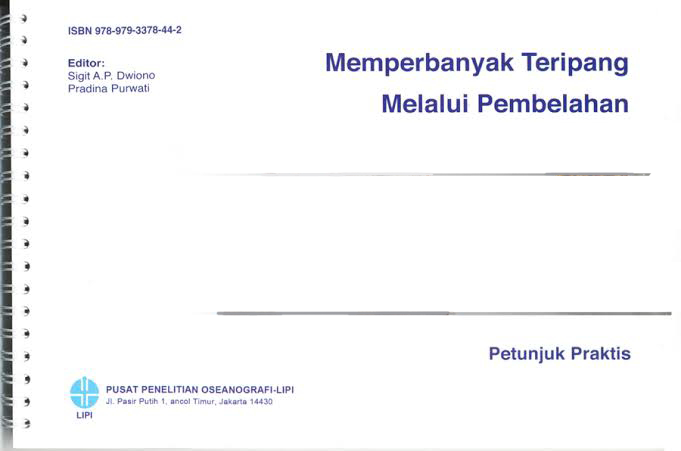 ISBN 978-979-3378-44-2
Editor:
Sigit A.P. Dwiono
Pradina Purwati
Memperbanyak Teripang
Melalui Pembelahan
Petunjuk Praktis
PUSAT PENELITIAN OSEANOGRAFI-LIPI
Jl. Pasir Putih 1, ancol Timur, Jakarta 14430
LIPI